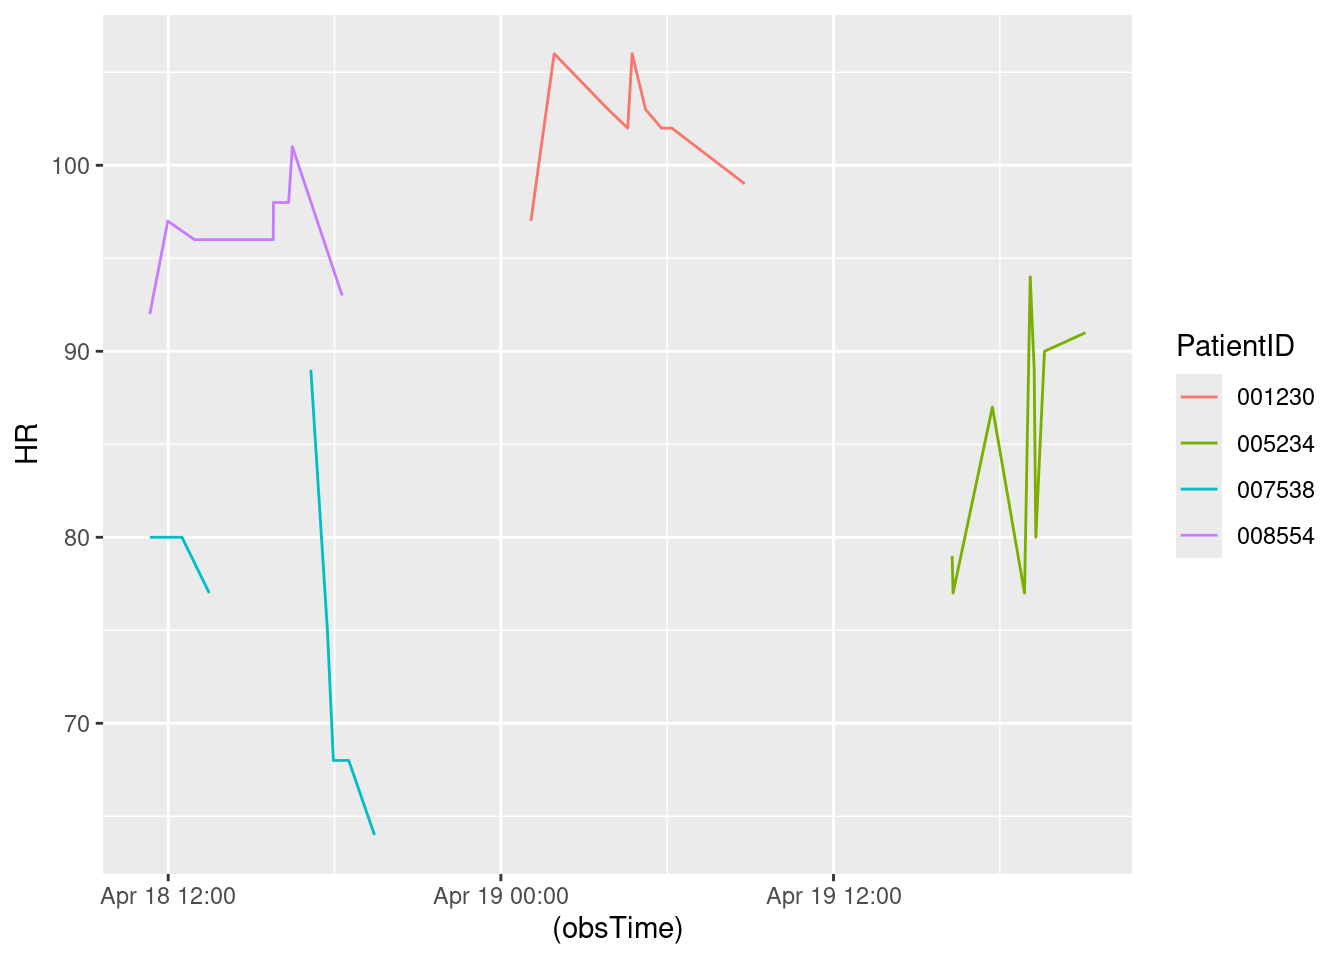 100
90
80
70
HR
Apr 18 12:00
Apr 19 00:00
Apr 19 12:00
(obsTime)
PatientID
001230
005234
007538
008554